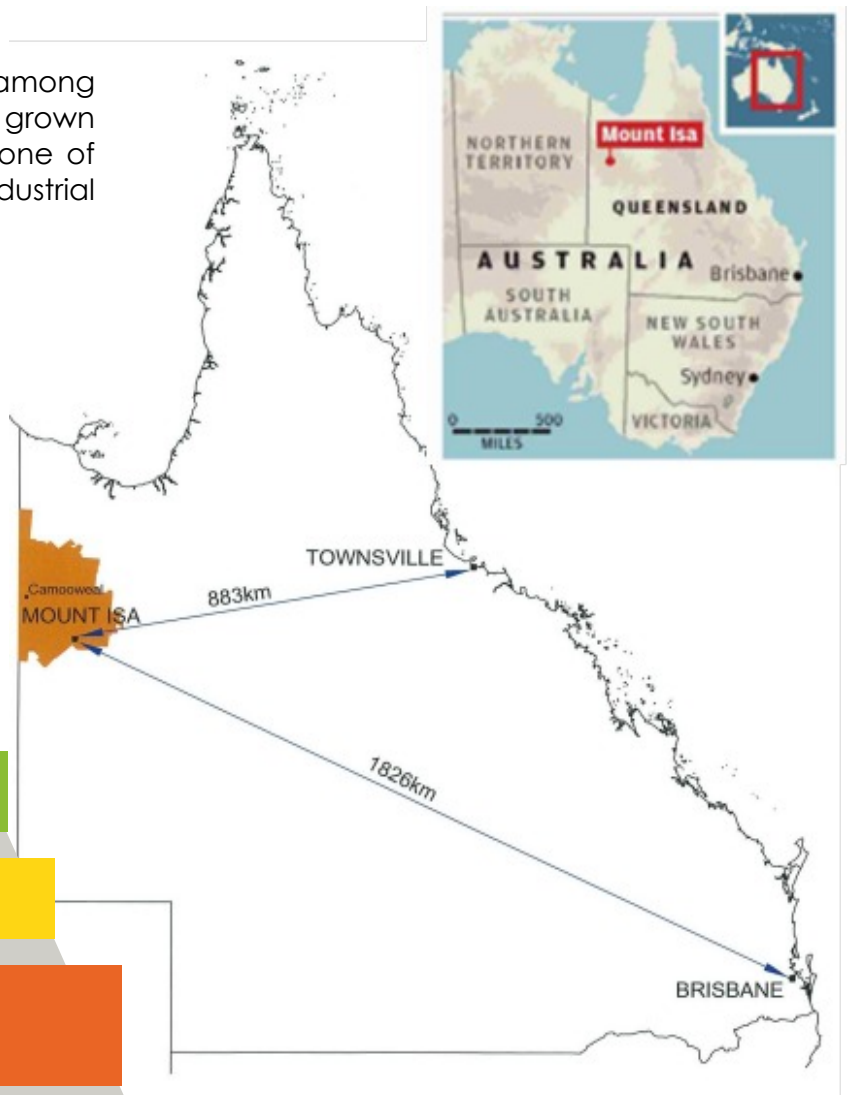 among
grown
one of
dustrial
NORTHERN
TERRITORY
Mount Isa
QUEENSLAND
AUSTRALIA
Brisbane
SOUTH
AUSTRALIA
NEW SOUTH
WALES
Sydney
VICTORIA
0 500
MILES
TOWNSVILLE
883km
Camooweal
MOUNT ISA
1826km
BRISBANE